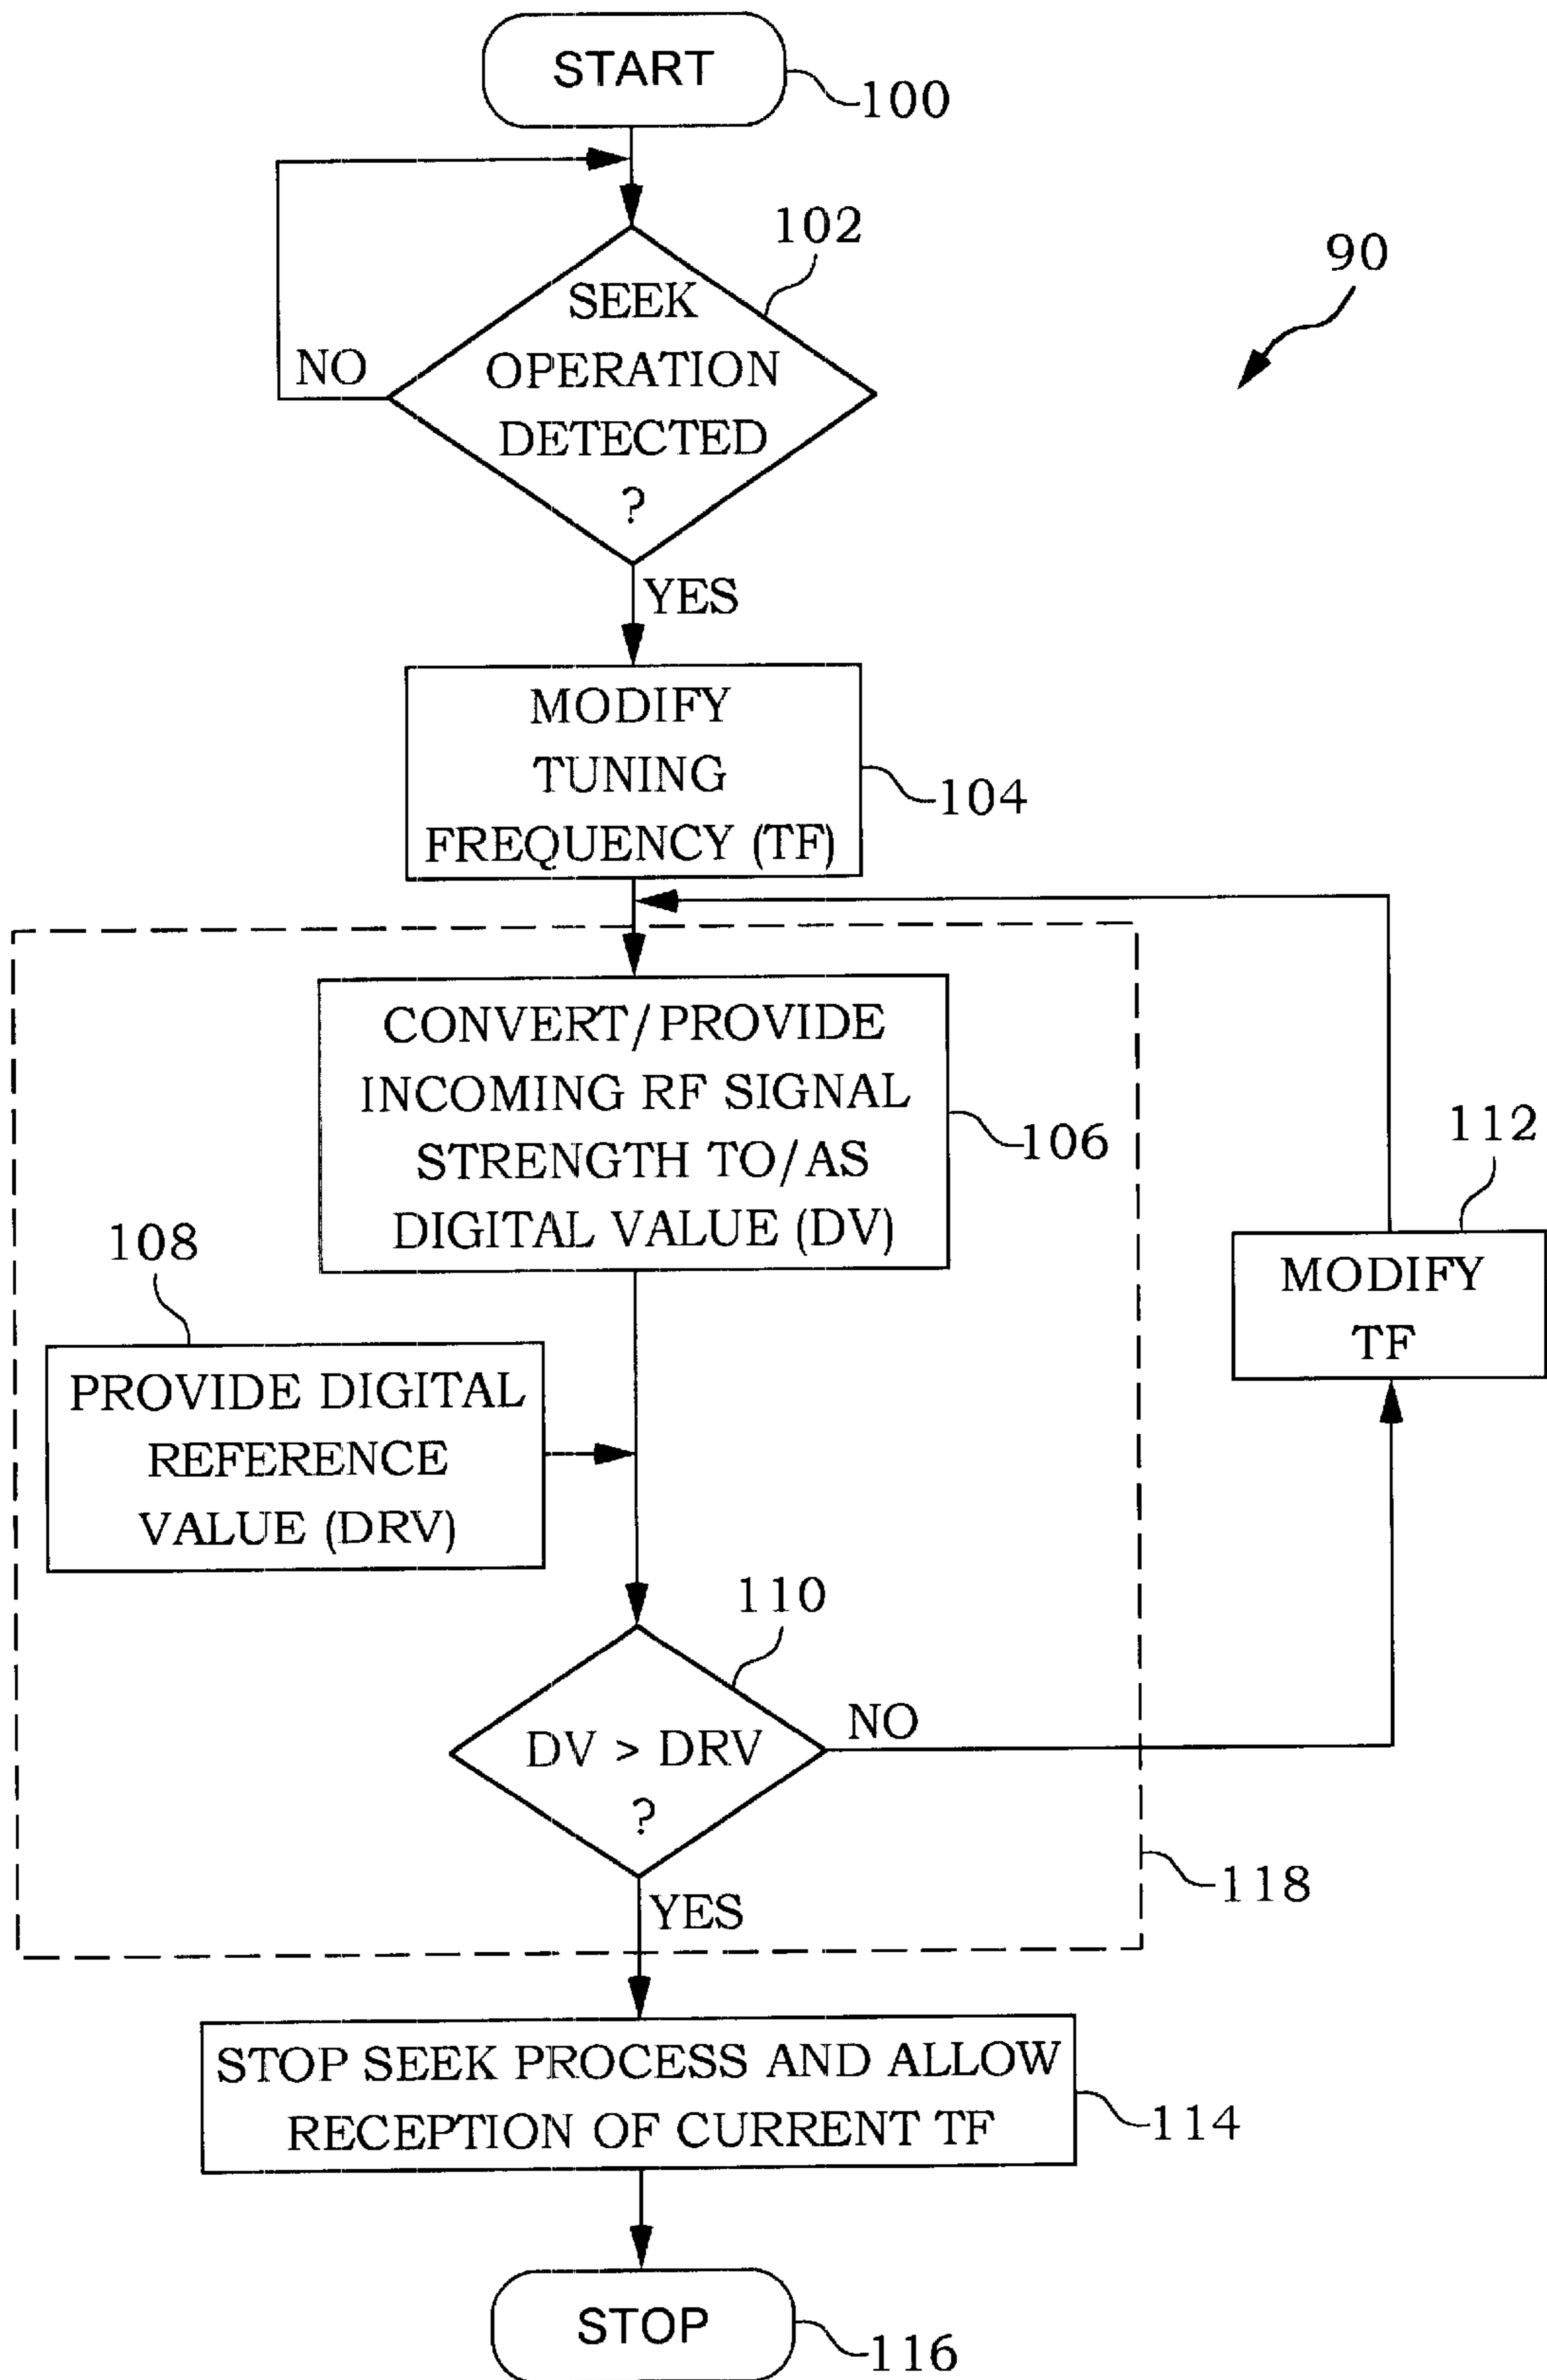 START
100
102
SEEK
OPERATION
DETECTED
?
NO
90
YES
MODIFY
TUNING
FREQUENCY (TF)
104
CONVERT/PROVIDE
INCOMING RF SIGNAL
STRENGTH TO/AS
DIGITAL VALUE (DV)
106
112
MODIFY
TF
108
PROVIDE DIGITAL
REFERENCE
VALUE (DRV)
110
DV > DRV
?
NO
118
YES
STOP SEEK PROCESS AND ALLOW
RECEPTION OF CURRENT TF
114
STOP
116